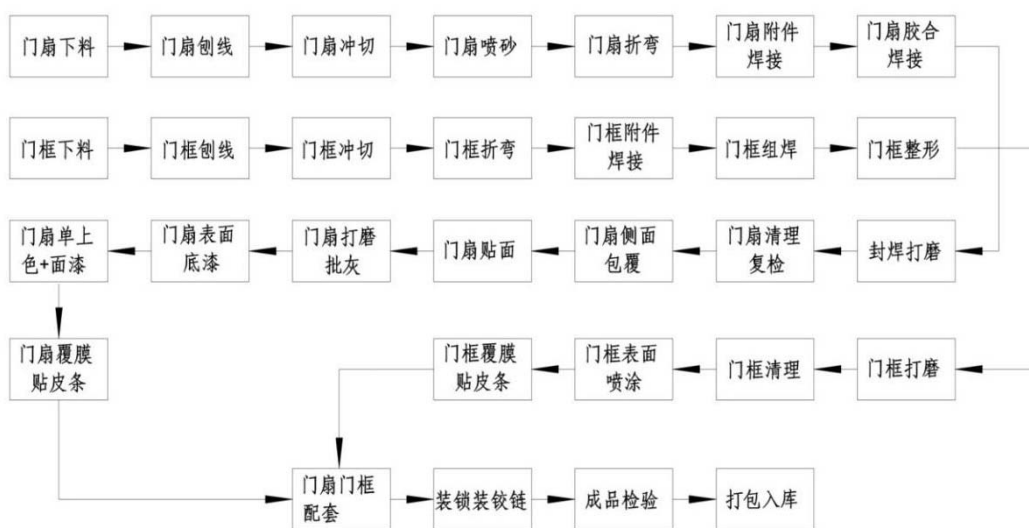 门扇下料
门扇刨线
门扇冲切
门扇喷砂
门扇折弯
门扇附件
焊接
门扇胶合
焊接
门框下料
门框刨线
门框冲切
门框折弯
门框附件
焊接
门框组焊
门框整形
门扇单上
色+面漆
门扇表面
底漆
门扇打磨
批灰
门扇贴面
门扇侧面
包覆
门扇清理
复检
封焊打磨
门扇覆膜
贴皮条
门框覆膜
贴皮条
门框表面
喷涂
门框清理
门框打磨
门扇门框
配套
装锁装铰链
成品检验
打包入库